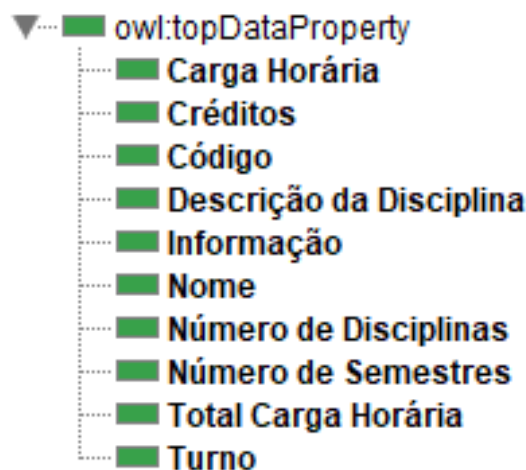 owl:topDataProperty
Carga Horária
Créditos
Código
Descrição da Disciplina
Informação
Nome
Número de Disciplinas
Número de Semestres
Total Carga Horária
Turno